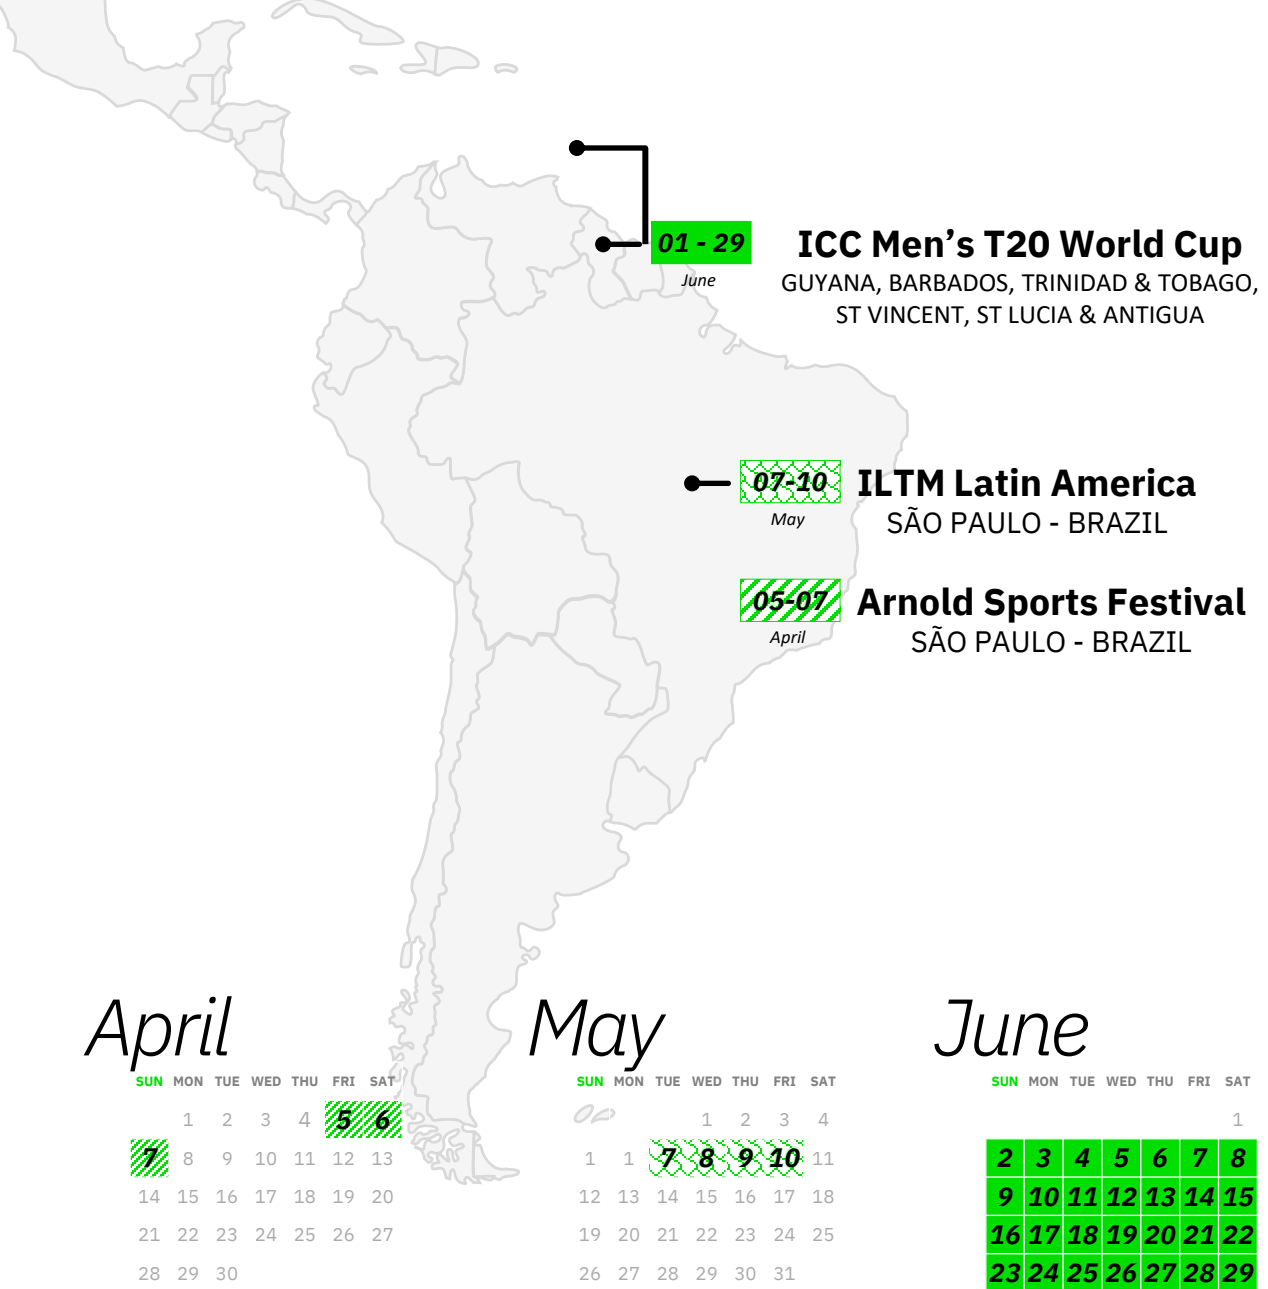 01 - 29
June
ICC Men’s T20 World Cup
GUYANA, BARBADOS, TRINIDAD & TOBAGO,
ST VINCENT, ST LUCIA & ANTIGUA
07-10
May
ILTM Latin America
SÃO PAULO - BRAZIL
05-07
April
Arnold Sports Festival
SÃO PAULO - BRAZIL
April
SUN MON TUE WED THU FRI SAT
1 2 3 4 5 6
7 8 9 10 11 12 13
14 15 16 17 18 19 20
21 22 23 24 25 26 27
28 29 30
May
SUN MON TUE WED THU FRI SAT
1 2 3 4
1 1 7 8 9 10 11
12 13 14 15 16 17 18
19 20 21 22 23 24 25
26 27 28 29 30 31
June
SUN MON TUE WED THU FRI SAT
1
2 3 4 5 6 7 8
9 10 11 12 13 14 15
16 17 18 19 20 21 22
23 24 25 26 27 28 29